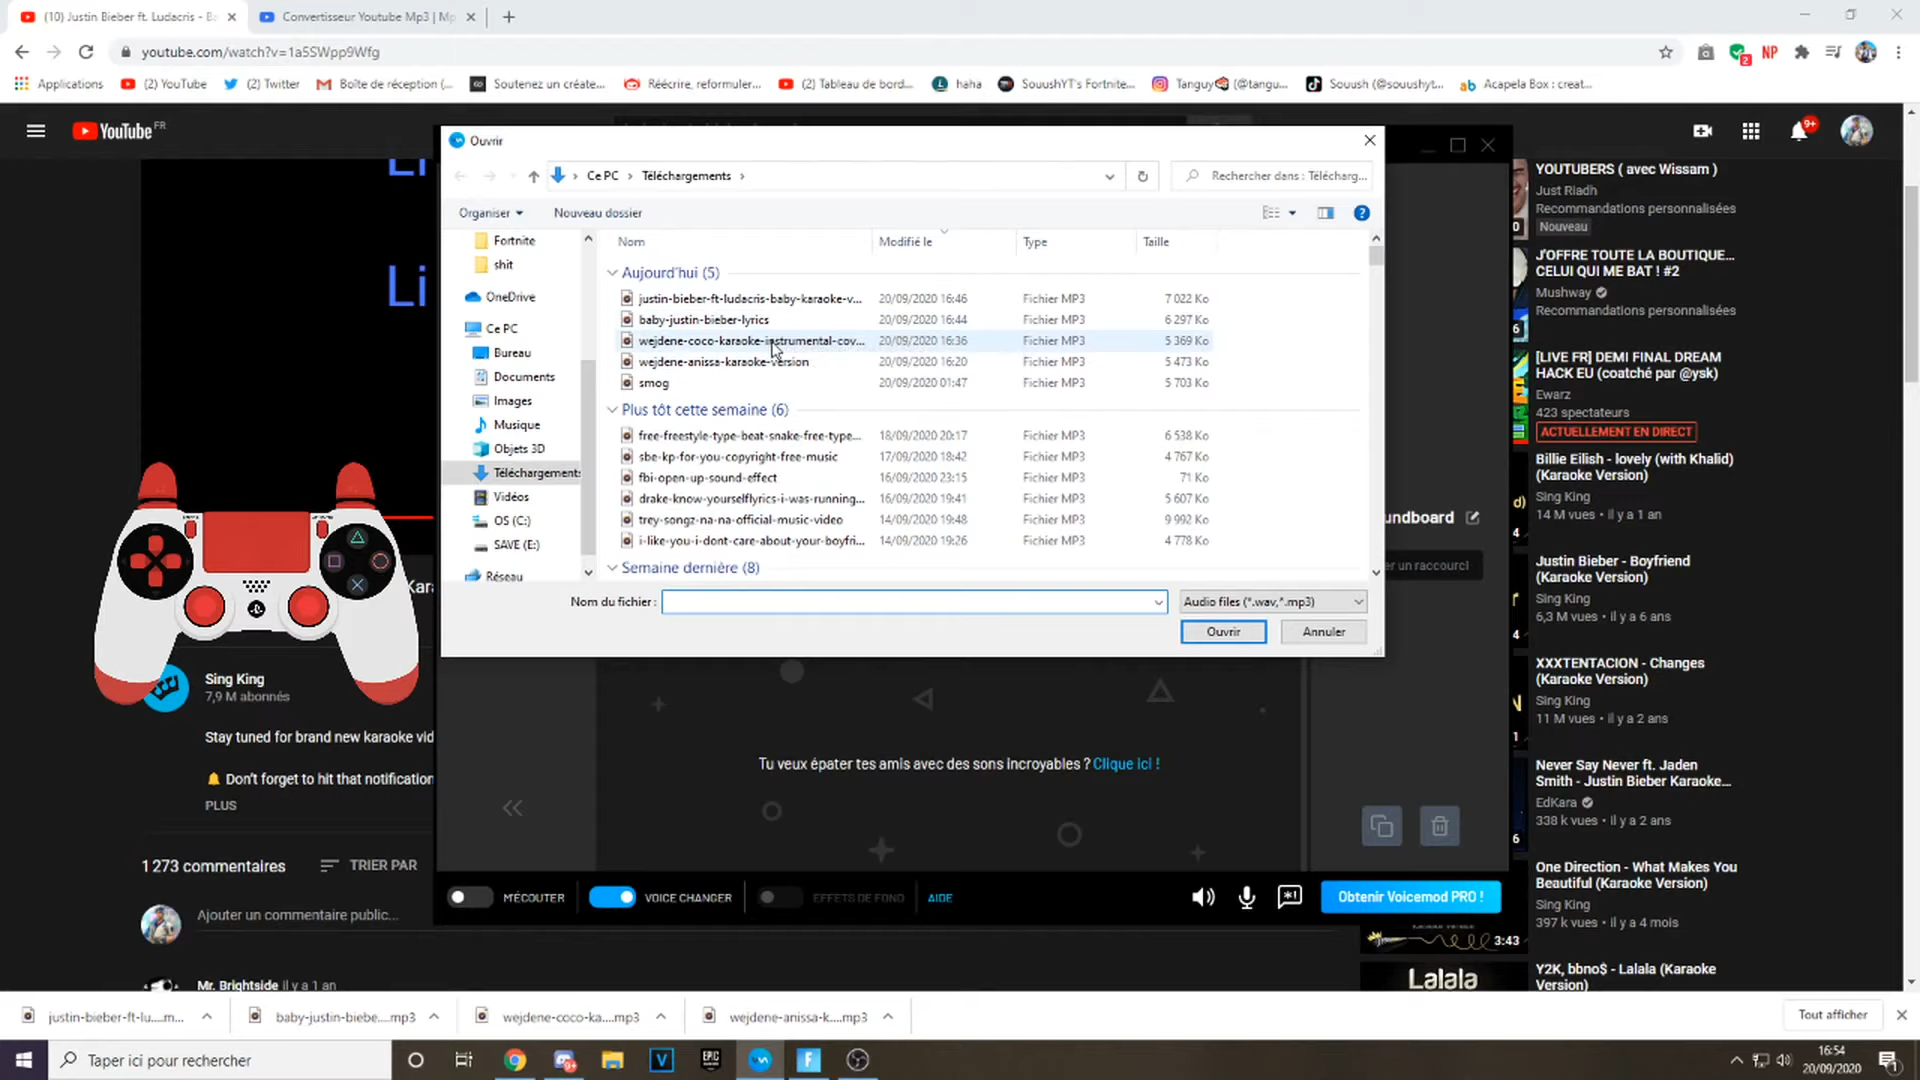 (10) Justin Bieber ft. Ludacris - Ba
Convertisseur Youtube Mp3 | Mp
youtube.com/watch?v=1a5SWpp9Wfg
NP
Applications
(2) YouTube
(2) Twitter
Boîte de réception (...
Soutenez un créate...
Réécrire, reformuler...
(2) Tableau de bord...
haha
SouushYT's Fortnite...
Tanguy (@tangu...
Souush (@souushyt...
Acapela Box : creat...
YouTube FR
9+
Li
Li
Ouvrir
Ce PC
Téléchargements
Rechercher dans : Télécharg...
Organiser
Nouveau dossier
Fortnite
shit
OneDrive
Ce PC
Bureau
Documents
Images
Musique
Objets 3D
Téléchargements
Vidéos
OS (C:)
SAVE (E:)
Réseau
Nom
Modifié le
Type
Taille
Aujourd'hui (5)
justin-bieber-ft-ludacris-baby-karaoke-v... 20/09/2020 16:46 Fichier MP3 7 022 Ko
baby-justin-bieber-lyrics 20/09/2020 16:44 Fichier MP3 6 297 Ko
wejdene-coco-karaoke-instrumental-cov... 20/09/2020 16:36 Fichier MP3 5 369 Ko
wejdene-anissa-karaoke-version 20/09/2020 16:20 Fichier MP3 5 473 Ko
smog 20/09/2020 01:47 Fichier MP3 5 703 Ko
Plus tôt cette semaine (6)
free-freestyle-type-beat-snake-free-type... 18/09/2020 20:17 Fichier MP3 6 538 Ko
sbe-kp-for-you-copyright-free-music 17/09/2020 18:42 Fichier MP3 4 767 Ko
fbi-open-up-sound-effect 16/09/2020 23:15 Fichier MP3 71 Ko
drake-know-yourselflyrics-i-was-running... 16/09/2020 19:41 Fichier MP3 5 607 Ko
trey-songz-na-na-official-music-video 14/09/2020 19:48 Fichier MP3 9 992 Ko
i-like-you-i-dont-care-about-your-boyfri... 14/09/2020 19:26 Fichier MP3 4 778 Ko
Semaine dernière (8)
Nom du fichier :
Audio files (*.wav,*.mp3)
Ouvrir
Annuler
undboard
er un raccourci
Kar
Sing King
7,9 M abonnés
Stay tuned for brand new karaoke vid
Don't forget to hit that notification
PLUS
1 273 commentaires
TRIER PAR
Ajouter un commentaire public...
Mr. Brightside il y a 1 an
Tu veux épater tes amis avec des sons incroyables ? Clique ici !
MÉCOUTER
VOICE CHANGER
EFFETS DE FOND
AIDE
Obtenir Voicemod PRO !
YOUTUBERS ( avec Wissam )
Just Riadh
Recommandations personnalisées
Nouveau
J'OFFRE TOUTE LA BOUTIQUE...
CELUI QUI ME BAT ! #2
Mushway
Recommandations personnalisées
[LIVE FR] DEMI FINAL DREAM
HACK EU (coatché par @ysk)
Ewarz
423 spectateurs
ACTUELLEMENT EN DIRECT
Billie Eilish - lovely (with Khalid)
(Karaoke Version)
Sing King
14 M vues • il y a 1 an
Justin Bieber - Boyfriend
(Karaoke Version)
Sing King
6,3 M vues • il y a 6 ans
XXXTENTACION - Changes
(Karaoke Version)
Sing King
11 M vues • il y a 2 ans
Never Say Never ft. Jaden
Smith - Justin Bieber Karaoke...
EdKara
338 k vues • il y a 2 ans
One Direction - What Makes You
Beautiful (Karaoke Version)
Sing King
397 k vues • il y a 4 mois
3:43
Lalala
Y2K, bbno$ - Lalala (Karaoke
Version)
justin-bieber-ft-lu....m...
baby-justin-biebe....mp3
wejdene-coco-ka....mp3
wejdene-anissa-k....mp3
Tout afficher
Taper ici pour rechercher
EPIC
16:54
20/09/2020